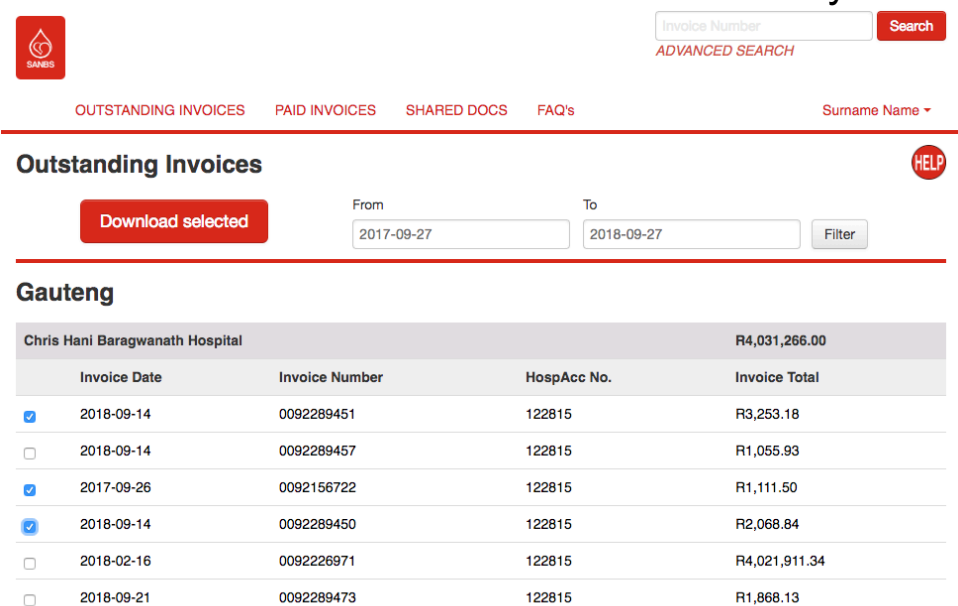 Invoice Number Search
SANBS
ADVANCED SEARCH
OUTSTANDING INVOICES PAID INVOICES SHARED DOCS FAQ's Surname Name
Outstanding Invoices HELP
From To
Download selected 2017-09-27 2018-09-27 Filter
Gauteng
Chris Hani Baragwanath Hospital R4,031,266.00
Invoice Date Invoice Number HospAcc No. Invoice Total
2018-09-14 0092289451 122815 R3,253.18
2018-09-14 0092289457 122815 R1,055.93
2017-09-26 0092156722 122815 R1,111.50
2018-09-14 0092289450 122815 R2,068.84
2018-02-16 0092226971 122815 R4,021,911.34
2018-09-21 0092289473 122815 R1,868.13